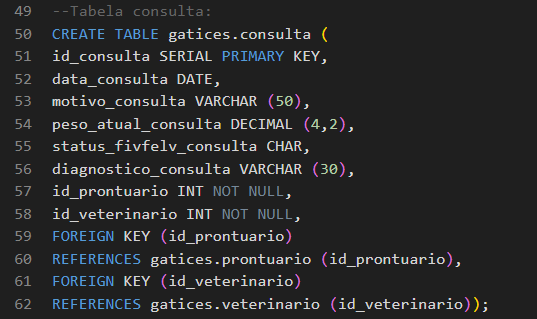 49 --Tabela consulta:
50 CREATE TABLE gatices.consulta (
51 id_consulta SERIAL PRIMARY KEY,
52 data_consulta DATE,
53 motivo_consulta VARCHAR (50),
54 peso_atual_consulta DECIMAL (4,2),
55 status_fivfelv_consulta CHAR,
56 diagnostico_consulta VARCHAR (30),
57 id_prontuario INT NOT NULL,
58 id_veterinario INT NOT NULL,
59 FOREIGN KEY (id_prontuario)
60 REFERENCES gatices.prontuario (id_prontuario),
61 FOREIGN KEY (id_veterinario)
62 REFERENCES gatices.veterinario (id_veterinario));